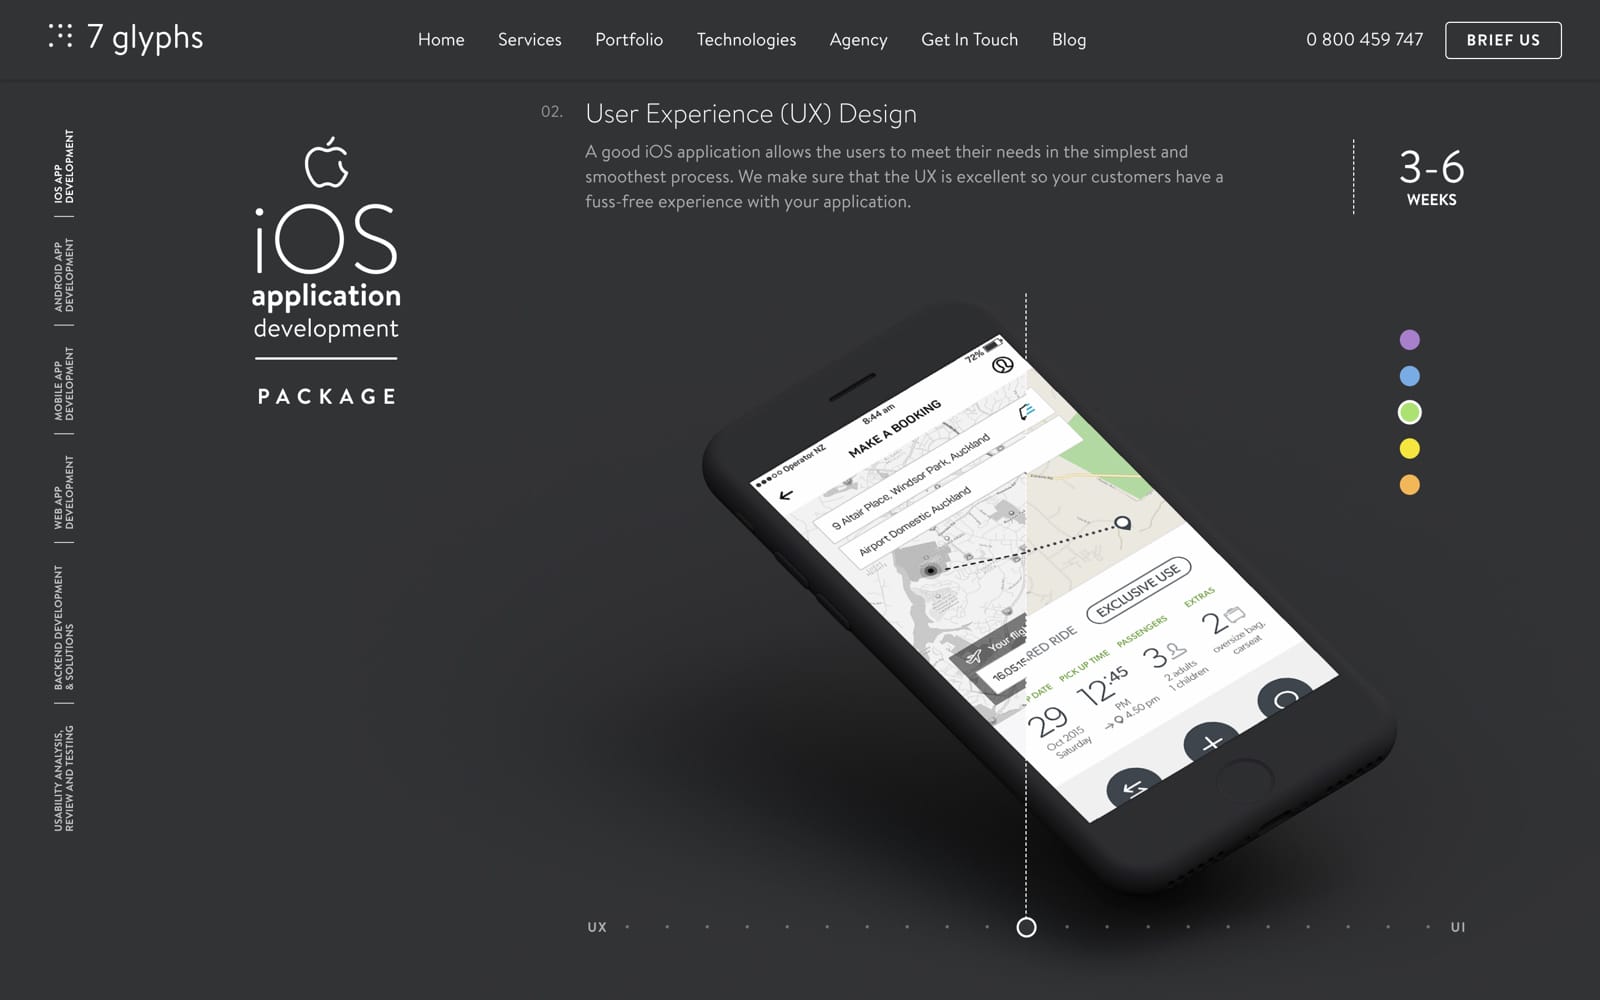 7 glyphs
Home
Services
Portfolio
Technologies
Agency
Get In Touch
Blog
0 800 459 747
BRIEF US
IOS APP
DEVELOPMENT
ANDROID APP
DEVELOPMENT
MOBILE APP
DEVELOPMENT
WEB APP
DEVELOPMENT
BACKEND DEVELOPMENT
& SOLUTIONS
USABILITY ANALYSIS,
REVIEW AND TESTING
iOS
application
development
PACKAGE
02.
User Experience (UX) Design
A good iOS application allows the users to meet their needs in the simplest and
smoothest process. We make sure that the UX is excellent so your customers have a
fuss-free experience with your application.
3-6
WEEKS
Operator NZ
8:44 am
72%
MAKE A BOOKING
9 Altair Place, Windsor Park, Auckland
Airport Domestic Auckland
Your flig
16.05.15
RED RIDE
EXCLUSIVE USE
P DATE
PICK UP TIME
PASSENGERS
EXTRAS
29
Oct 2015
Saturday
12:45
PM
4.50 pm
3
2 adults
1 children
2
oversize bag,
carseat
UX
UI